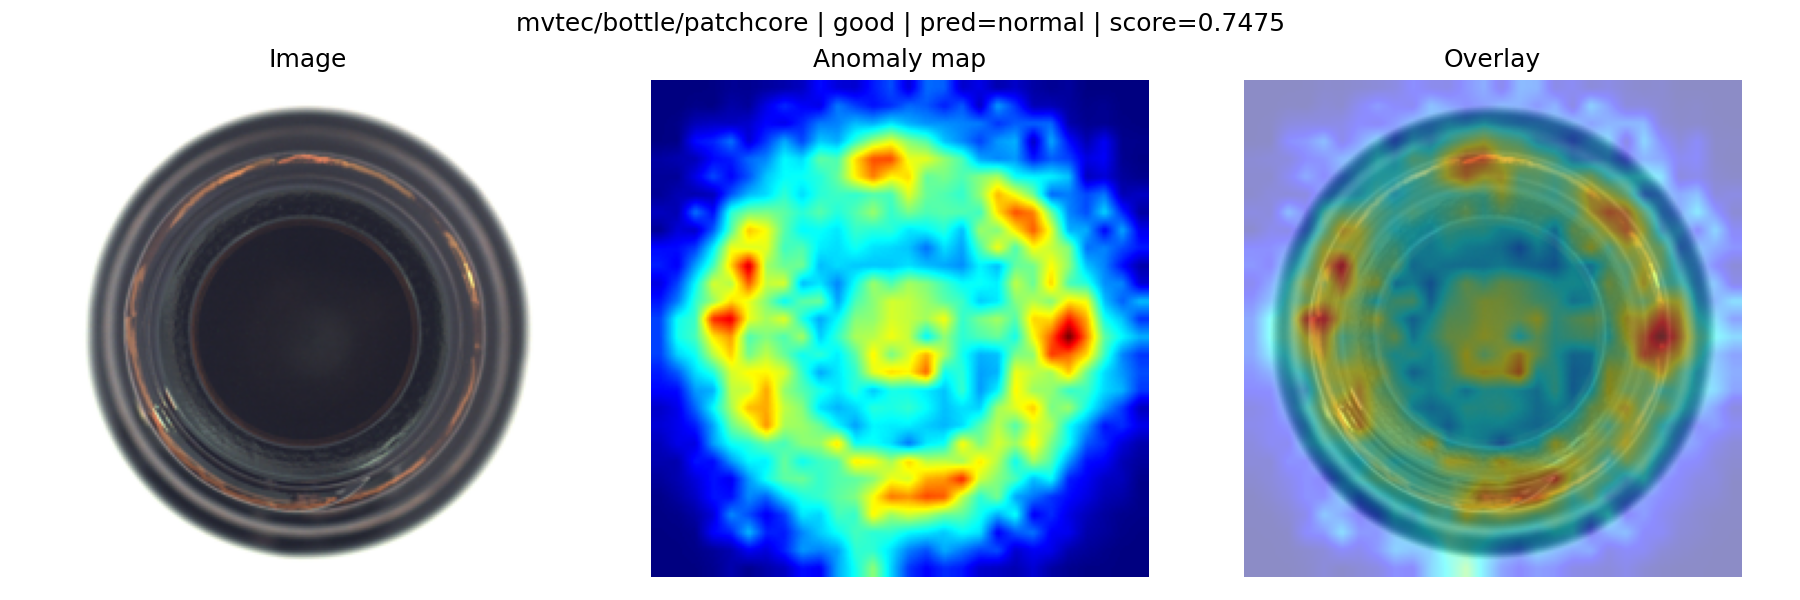 mvtec/bottle/patchcore | good | pred=normal | score=0.7475
Image
Anomaly map
Overlay